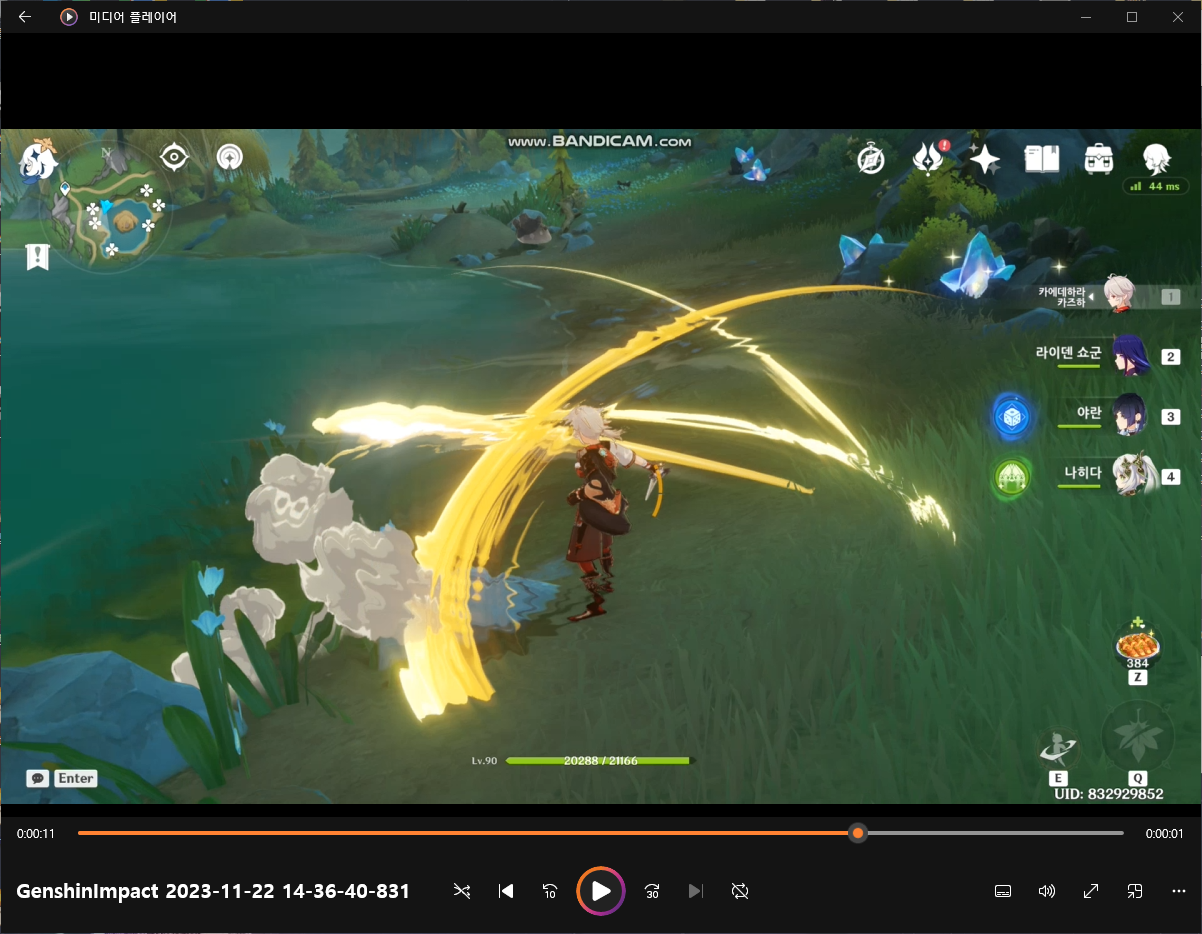 미디어 플레이어
www.BANDICAM.com
N
44 ms
카에데하라
카즈하
1
라이덴 쇼군
2
야란
3
나히다
4
384
Z
Lv.90
20288 / 21166
Enter
E
Q
UID: 832929852
0:00:11
0:00:01
GenshinImpact 2023-11-22 14-36-40-831
10
30